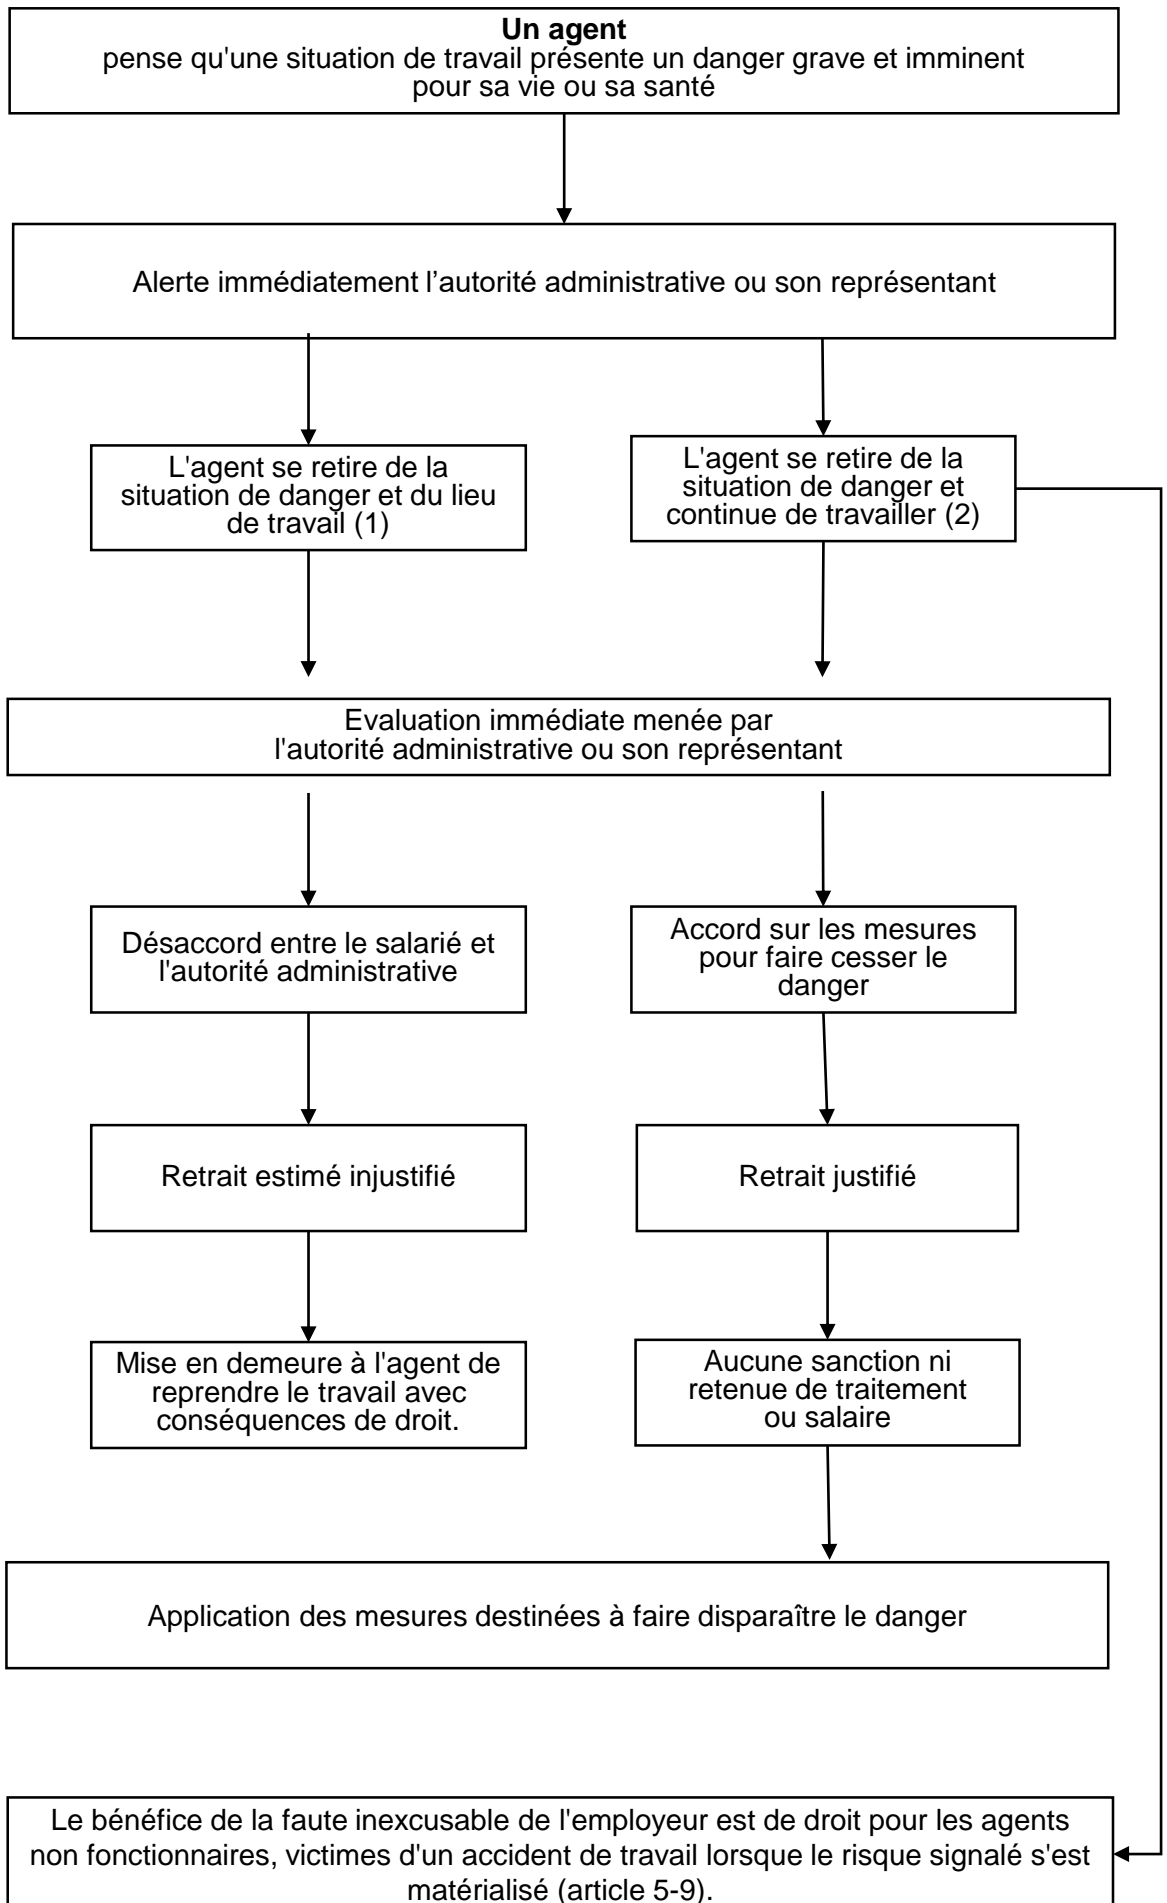 Un agent
pense qu'une situation de travail présente un danger grave et imminent
pour sa vie ou sa santé
Alerte immédiatement l'autorité administrative ou son représentant
L'agent se retire de la
situation de danger et du lieu
de travail (1)
L'agent se retire de la
situation de danger et
continue de travailler (2)
Evaluation immédiate menée par
l'autorité administrative ou son représentant
Désaccord entre le salarié et
l'autorité administrative
Accord sur les mesures
pour faire cesser le
danger
Retrait estimé injustifié
Retrait justifié
Mise en demeure à l'agent de
reprendre le travail avec
conséquences de droit.
Aucune sanction ni
retenue de traitement
ou salaire
Application des mesures destinées à faire disparaître le danger
Le bénéfice de la faute inexcusable de l'employeur est de droit pour les agents
non fonctionnaires, victimes d'un accident de travail lorsque le risque signalé s'est
matérialisé (article 5-9).